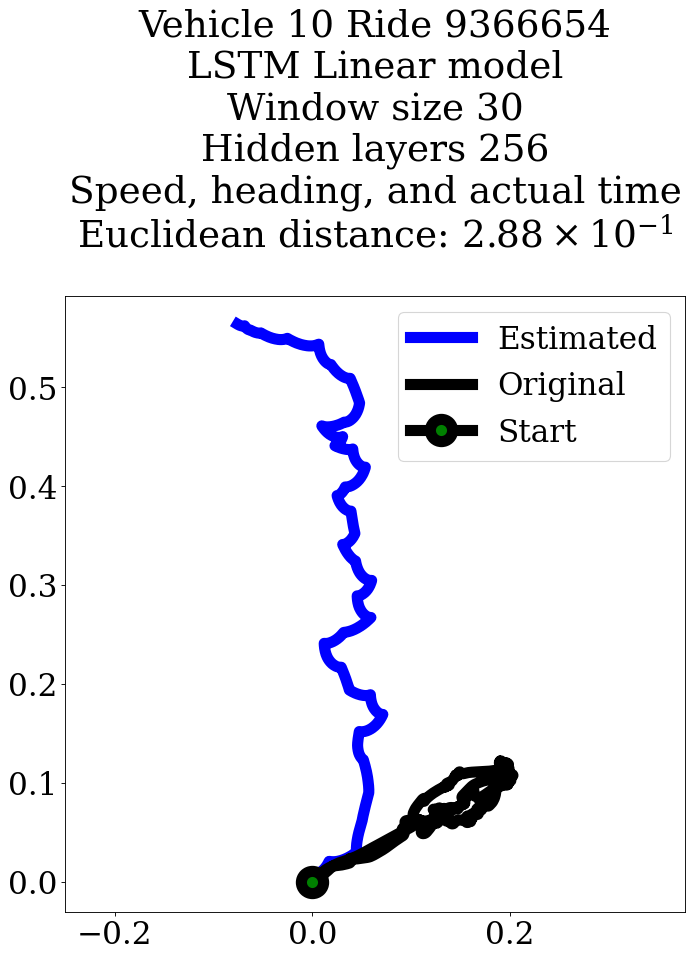 Vehicle 10 Ride 9366654
LSTM Linear model
Window size 30
Hidden layers 256
Speed, heading, and actual time
Euclidean distance: 2.88 × 10⁻¹
Estimated
Original
Start
0.5
0.4
0.3
0.2
0.1
0.0
−0.2 0.0 0.2